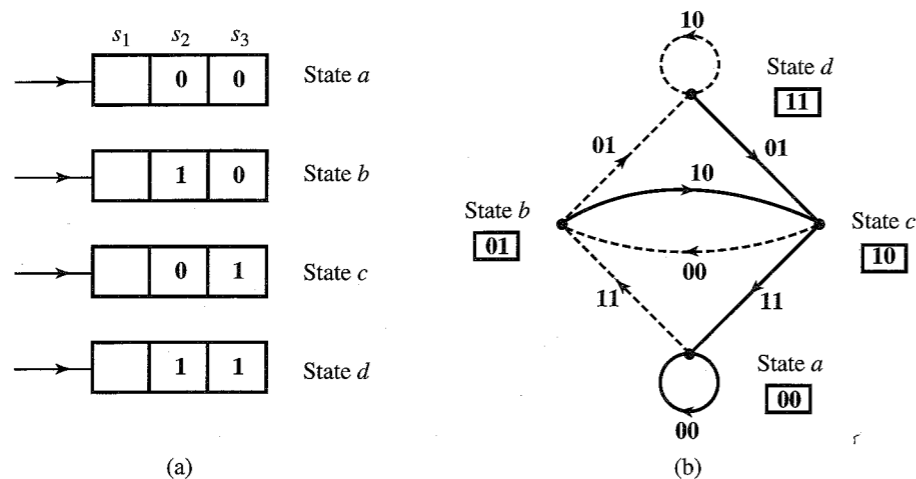 s1 s2 s3
0 0 State a
1 0 State b
0 1 State c
1 1 State d
(a)
10
State d
11
01
01
10
State b
01
State c
10
00
11
11
State a
00
00
(b)